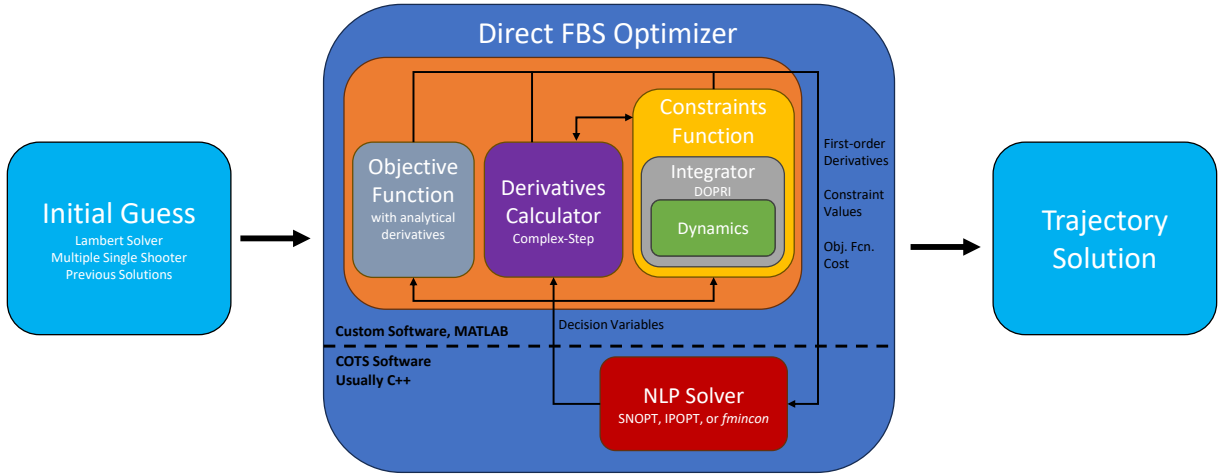 Direct FBS Optimizer
Initial Guess
Lambert Solver
Multiple Single Shooter
Previous Solutions
Objective
Function
with analytical
derivatives
Derivatives
Calculator
Complex-Step
Constraints
Function
Integrator
DOPRI
Dynamics
First-order
Derivatives
Constraint
Values
Obj. Fcn.
Cost
Decision Variables
Custom Software, MATLAB
COTS Software
Usually C++
NLP Solver
SNOPT, IPOPT, or fmincon
Trajectory
Solution